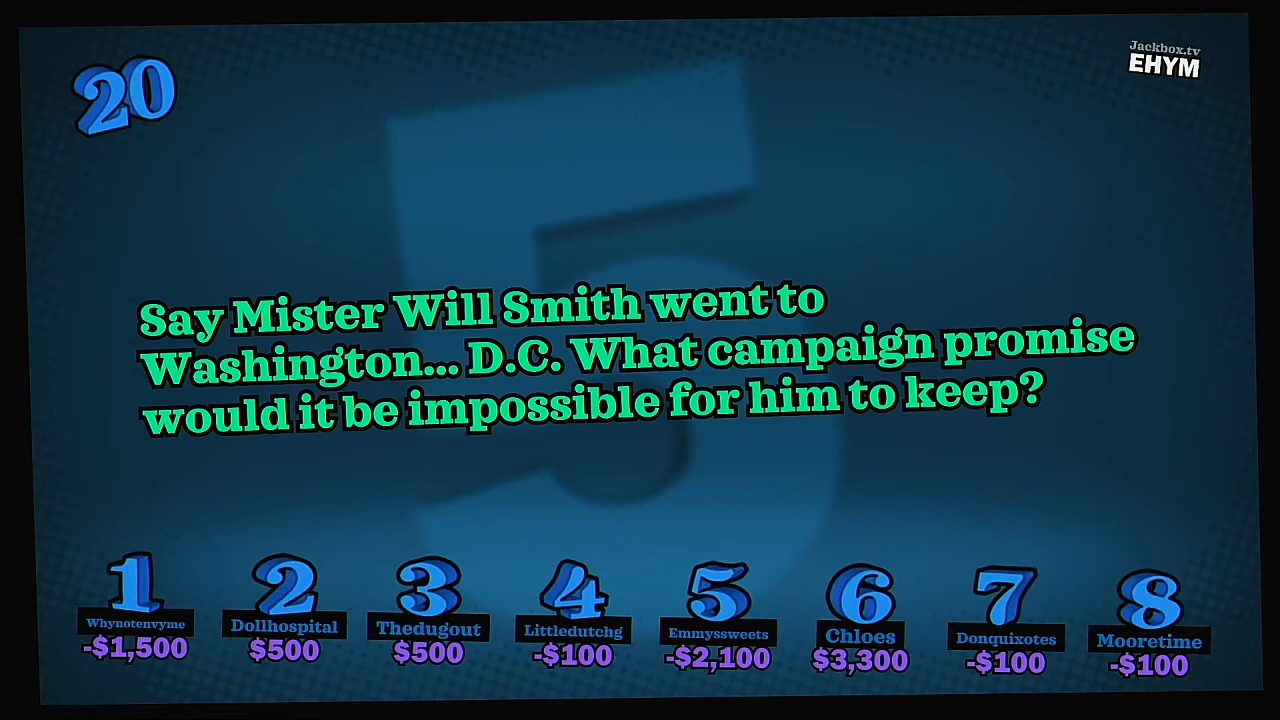 20
Jackbox.tv
EHYM
Say Mister Will Smith went to
Washington... D.C. What campaign promise
would it be impossible for him to keep?
1 2 3 4 5 6 7 8
Whynotenvyme Dollhospital Thedugout Littledutchg Emmyssweets Chloes Donquixotes Mooretime
-$1,500 $500 $500 -$100 -$2,100 $3,300 -$100 -$100
5